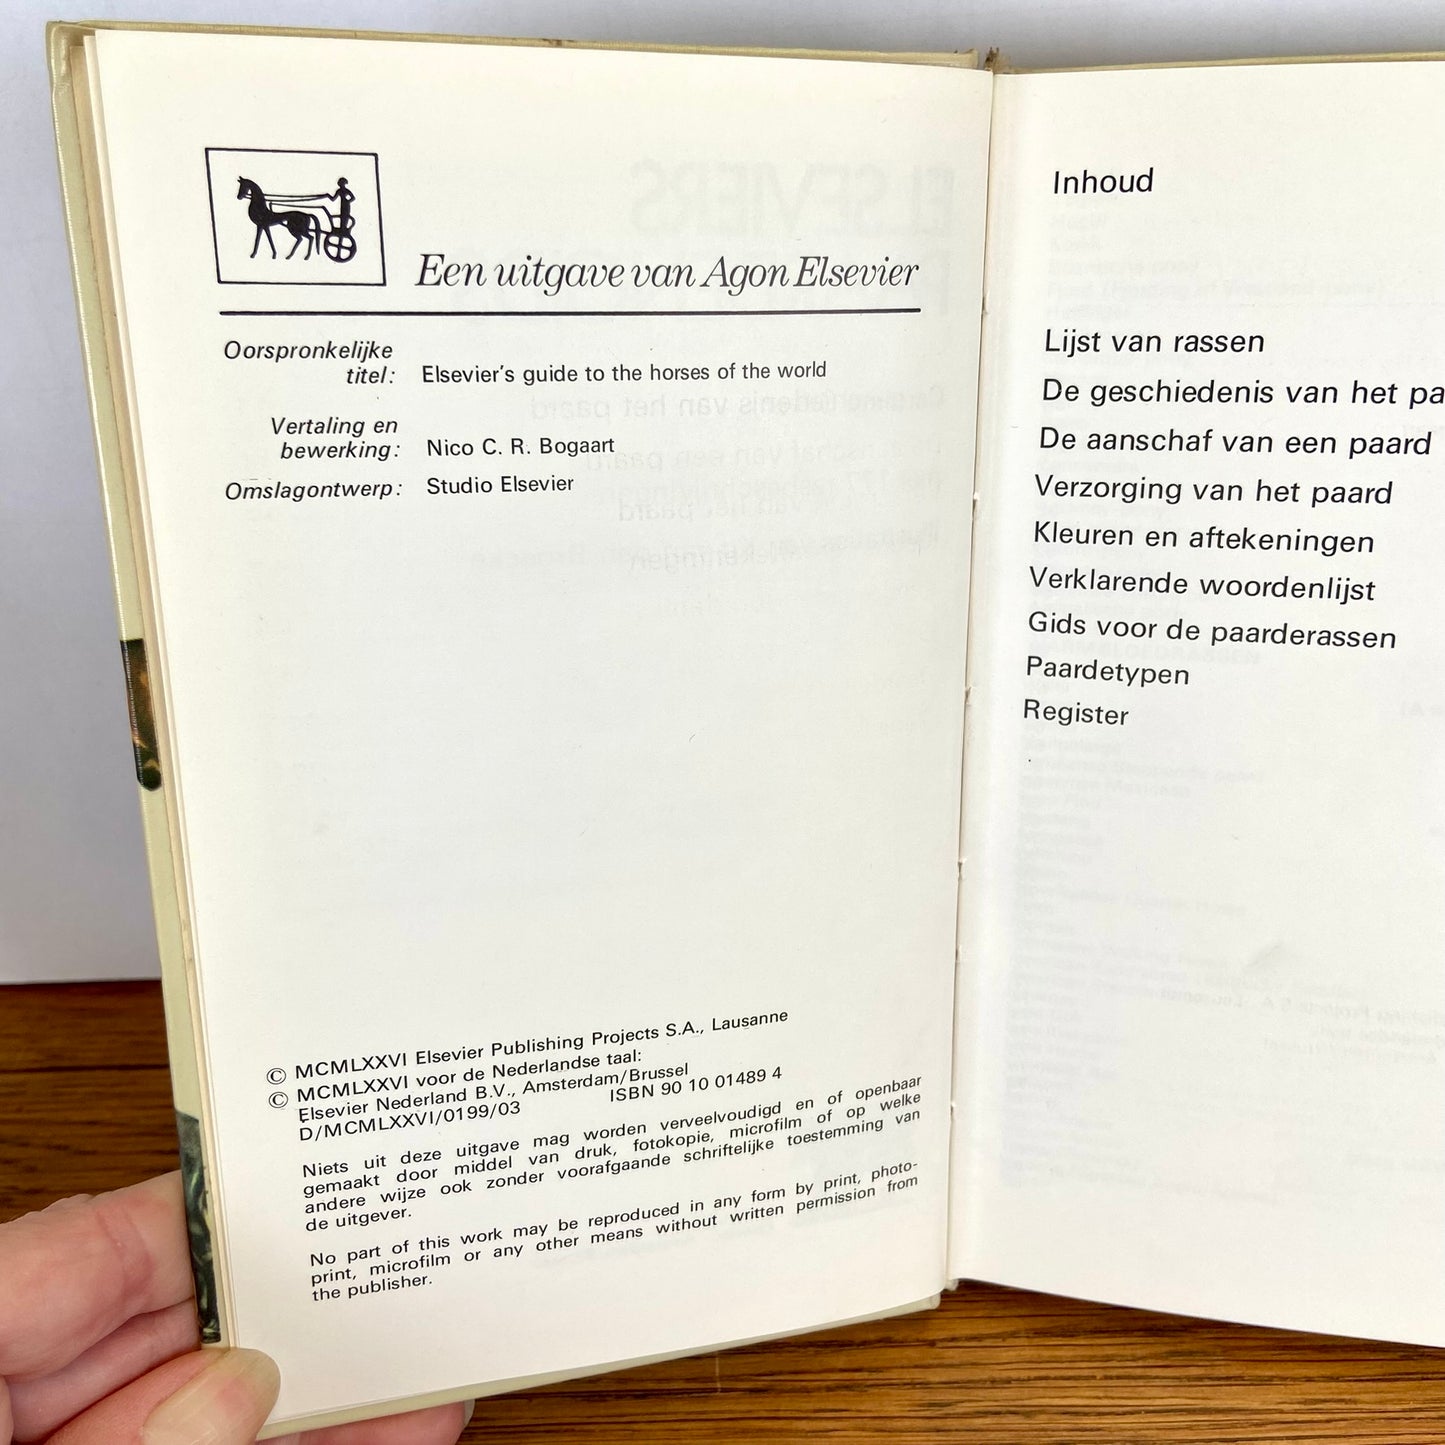 Een uitgave van Agon Elsevier
Oorspronkelijke
titel: Elsevier's guide to the horses of the world
Vertaling en
bewerking: Nico C. R. Bogaart
Omslagontwerp: Studio Elsevier
© MCMLXXVI Elsevier Publishing Projects S.A., Lausanne
© MCMLXXVI voor de Nederlandse taal:
Elsevier Nederland B.V., Amsterdam/Brussel
D/MCMLXXVI/0199/03 ISBN 90 10 01489 4
Niets uit deze uitgave mag worden verveelvoudigd en of openbaar
gemaakt door middel van druk, fotokopie, microfilm of op welke
andere wijze ook zonder voorafgaande schriftelijke toestemming van
de uitgever.
No part of this work may be reproduced in any form by print, photo-
print, microfilm or any other means without written permission from
the publisher.
Inhoud
Lijst van rassen
De geschiedenis van het pa
De aanschaf van een paard
Verzorging van het paard
Kleuren en aftekeningen
Verklarende woordenlijst
Gids voor de paarderassen
Paardetypen
Register